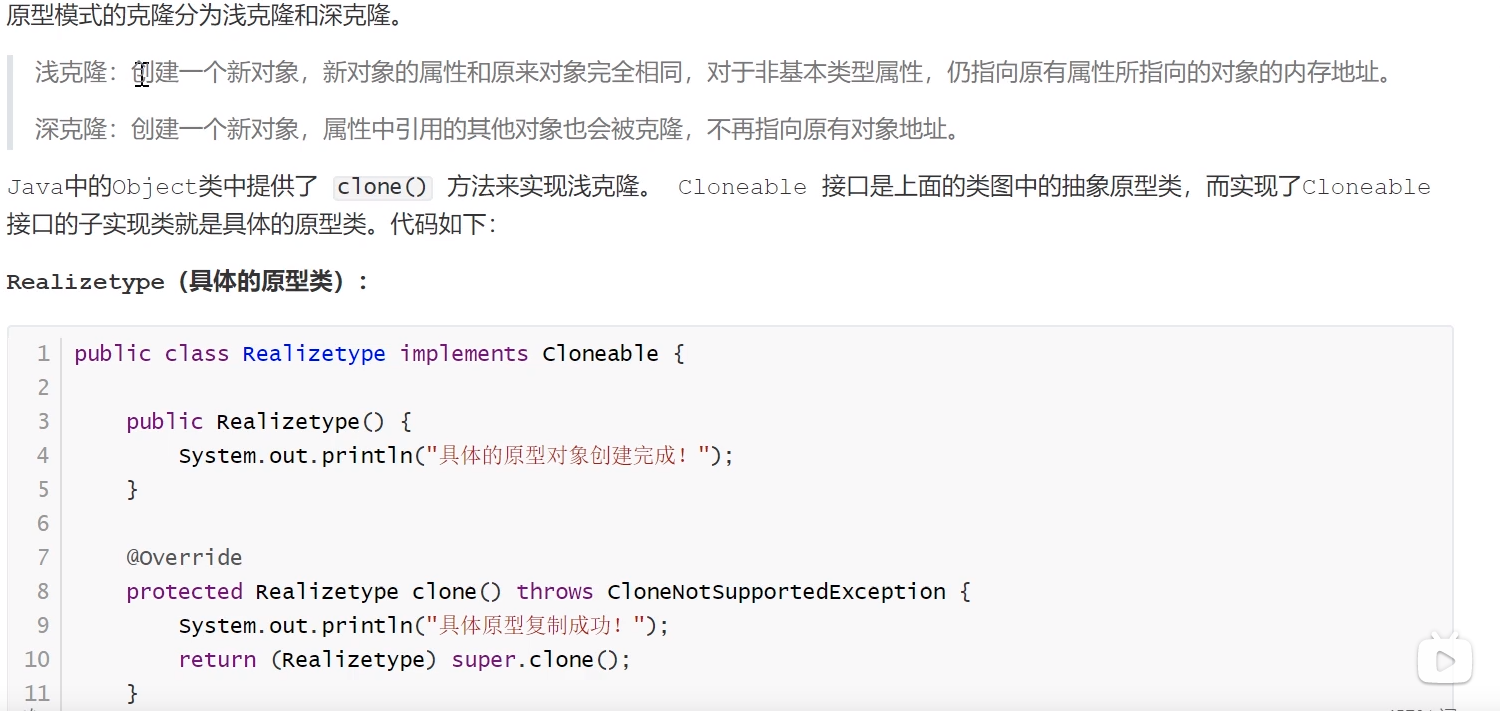 原型模式的克隆分为浅克隆和深克隆。
浅克隆：创建一个新对象，新对象的属性和原来对象完全相同，对于非基本类型属性，仍指向原有属性所指向的对象的内存地址。
深克隆：创建一个新对象，属性中引用的其他对象也会被克隆，不再指向原有对象地址。
Java中的Object类中提供了 clone() 方法来实现浅克隆。 Cloneable 接口是上面的类图中的抽象原型类，而实现了Cloneable
接口的子实现类就是具体的原型类。代码如下：
Realizetype（具体的原型类）：
1 public class Realizetype implements Cloneable {
2
3     public Realizetype() {
4         System.out.println("具体的原型对象创建完成！");
5     }
6
7     @Override
8     protected Realizetype clone() throws CloneNotSupportedException {
9         System.out.println("具体原型复制成功！");
10         return (Realizetype) super.clone();
11     }